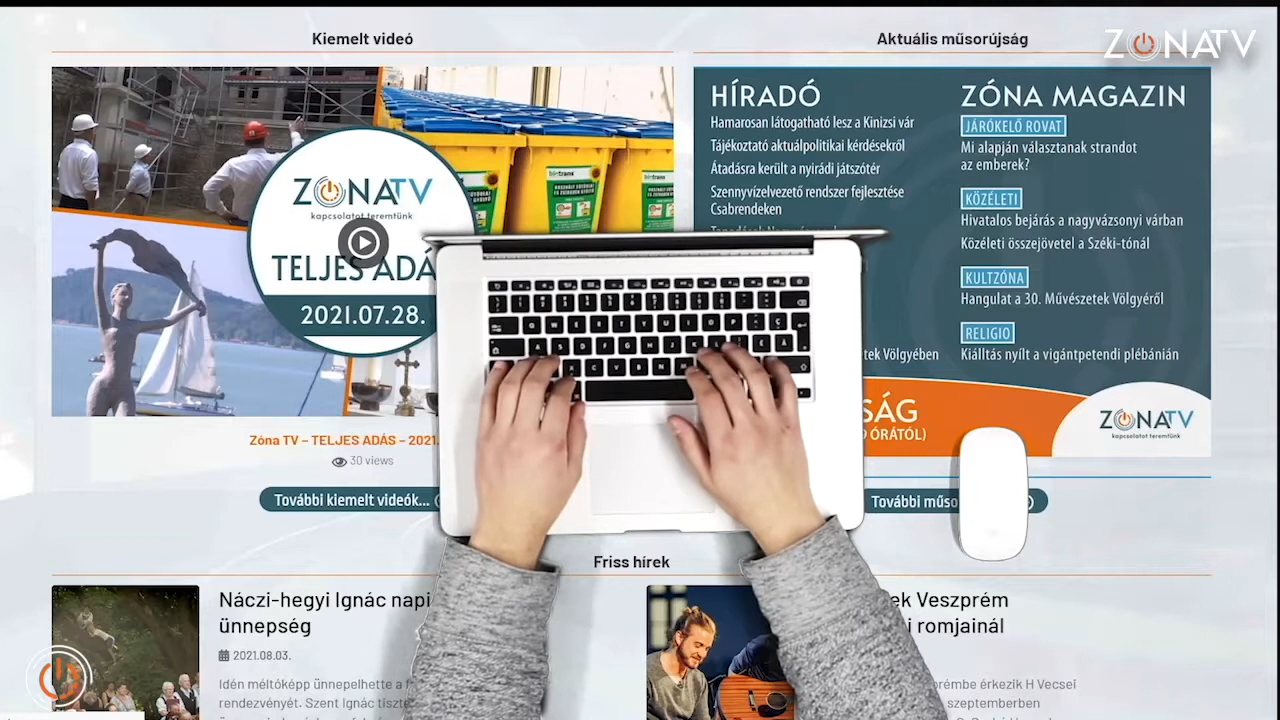 Kiemelt videó
Aktuális műsorújság
ZONATV
ZONATV
kapcsolatot teremtünk
TELJES ADÁ
2021.07.28.
Zóna TV – TELJES ADÁS – 2021.
30 views
További kiemelt videók...
HÍRADÓ
Hamarosan látogatható lesz a Kinizsi vár
Tájékoztató aktuálpolitikai kérdésekről
Átadásra került a nyirádi játszótér
Szennyvízelvezető rendszer fejlesztése
Csabrendeken
tek Völgyében
ZÓNA MAGAZIN
JÁRÓKELŐ ROVAT
Mi alapján választanak strandot
az emberek?
KÖZÉLETI
Hivatalos bejárás a nagyvázsonyi várban
Közéleti összejövetel a Széki-tónál
KULTZÓNA
Hangulat a 30. Művészetek Völgyéről
RELIGIO
Kiállítás nyílt a vigántpetendi plébánián
SÁG
ÓRÁTÓL)
ZONATV
kapcsolatot teremtünk
További műso
Friss hírek
Náczi-hegyi Ignác napi
ünnepség
2021.08.03.
Idén méltóképp ünnepelhette a
rendezvényét. Szent Ignác tiszte
ek Veszprém
i romjainál
prémbe érkezik H Vecsei
szeptemberben